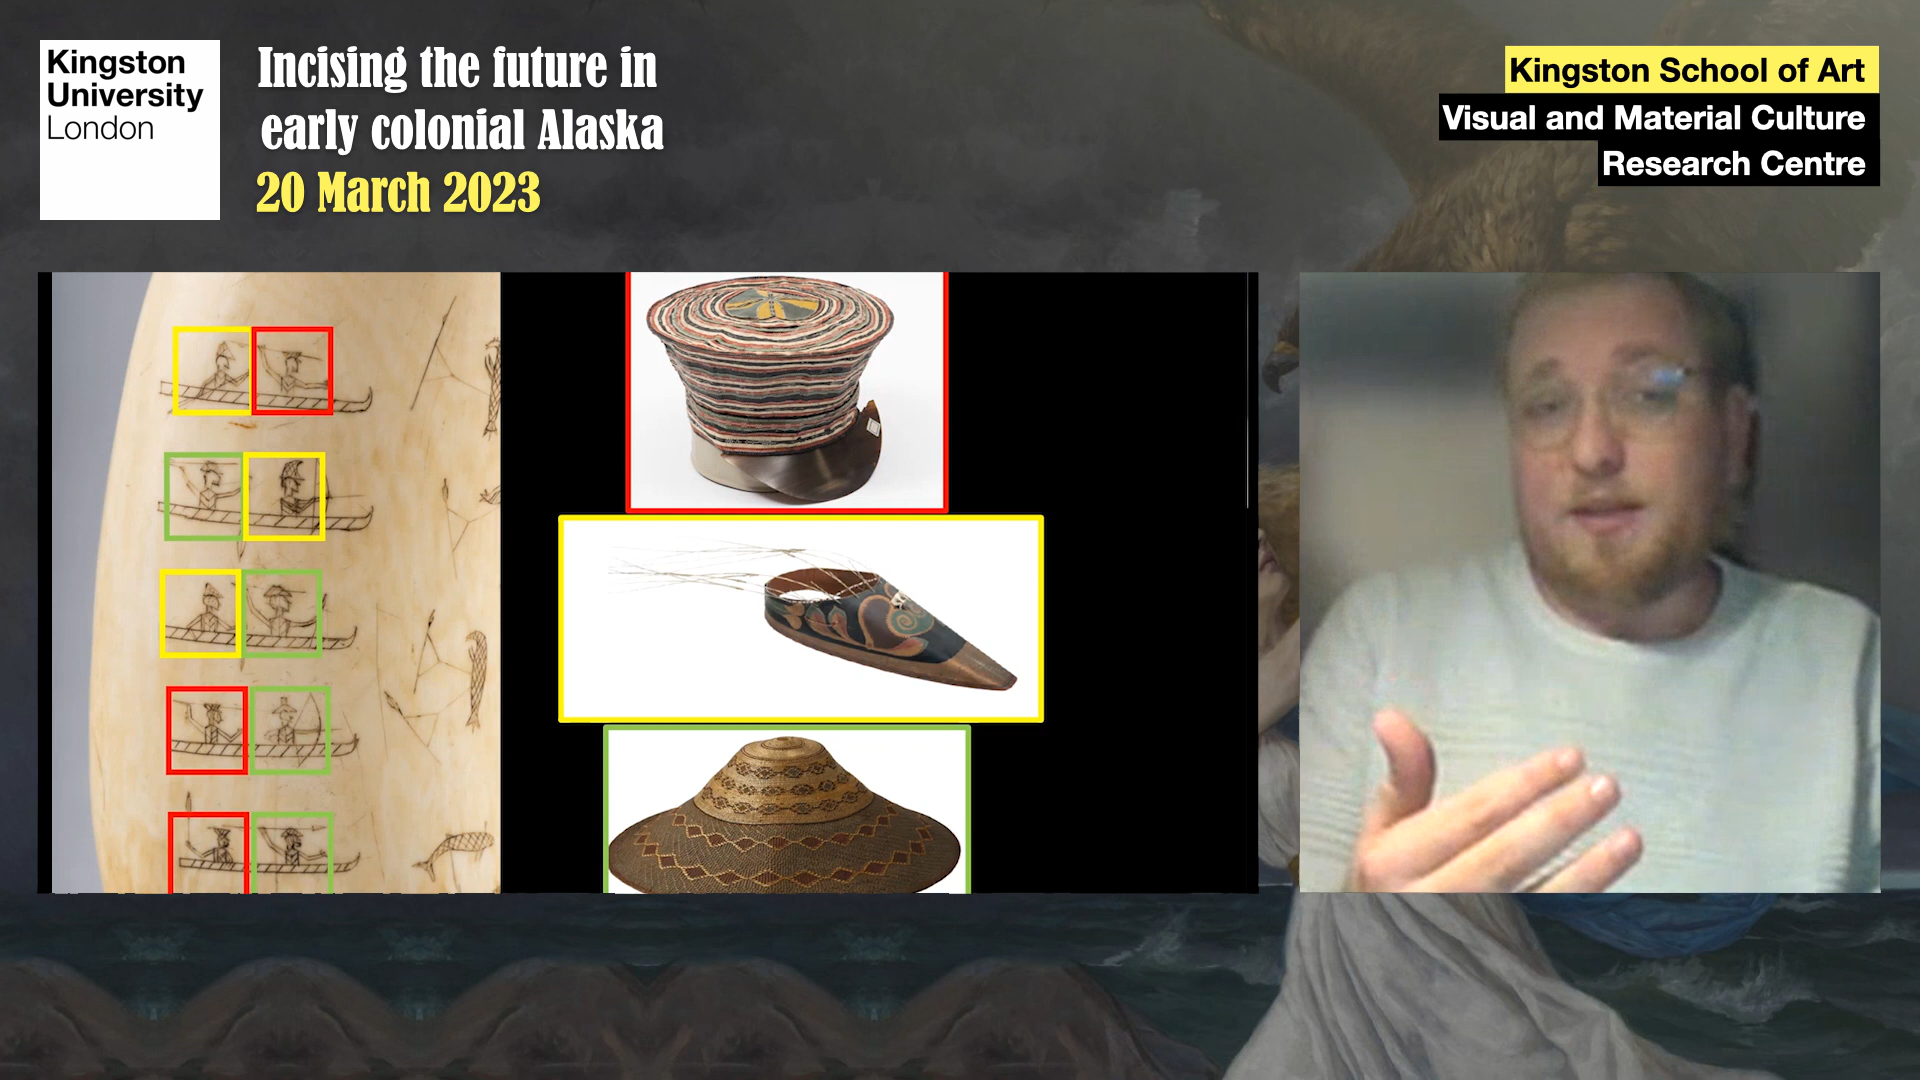 Kingston
University
London
Incising the future in
early colonial Alaska
20 March 2023
Kingston School of Art
Visual and Material Culture
Research Centre